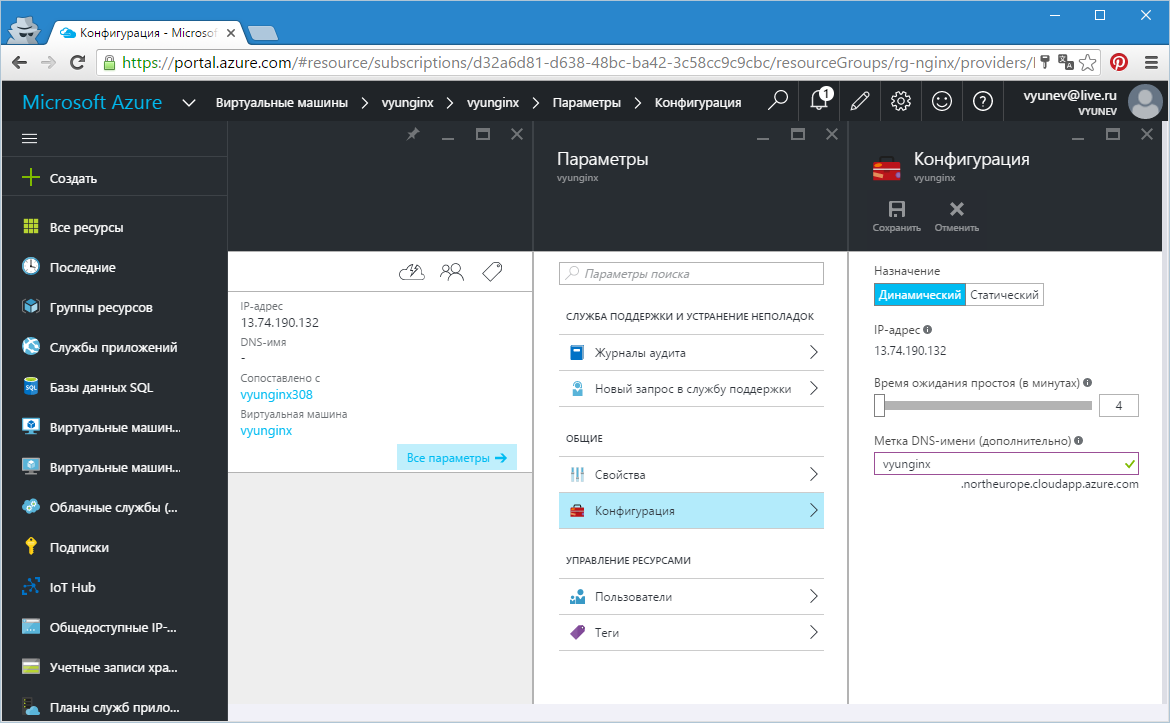 Конфигурация - Microsof
https://portal.azure.com/#resource/subscriptions/d32a6d81-d638-48bc-ba42-3c58cc9c9cbc/resourceGroups/rg-nginx/providers/
Microsoft Azure
Виртуальные машины
vyunginx
vyunginx
Параметры
Конфигурация
1
vyunev@live.ru
VYUNEV
Создать
Все ресурсы
Последние
Группы ресурсов
Службы приложений
Базы данных SQL
Виртуальные машин...
Виртуальные машин...
Облачные службы (...
Подписки
IoT Hub
Общедоступные IP-...
Учетные записи хра...
Планы служб прило...
IP-адрес
13.74.190.132
DNS-имя
-
Сопоставлено с
vyunginx308
Виртуальная машина
vyunginx
Все параметры
Параметры
vyunginx
Параметры поиска
СЛУЖБА ПОДДЕРЖКИ И УСТРАНЕНИЕ НЕПОЛАДОК
Журналы аудита
Новый запрос в службу поддержки
ОБЩИЕ
Свойства
Конфигурация
УПРАВЛЕНИЕ РЕСУРСАМИ
Пользователи
Теги
Конфигурация
vyunginx
Сохранить
Отменить
Назначение
Динамический
Статический
IP-адрес
13.74.190.132
Время ожидания простоя (в минутах)
4
Метка DNS-имени (дополнительно)
vyunginx
.northeurope.cloudapp.azure.com